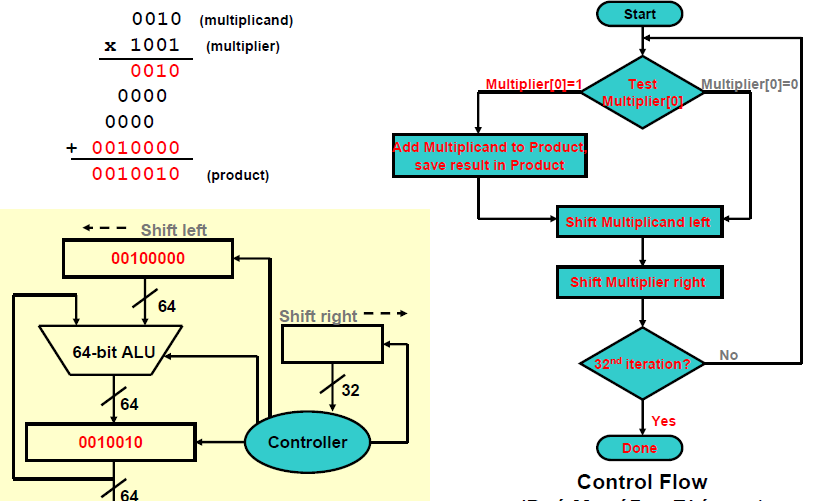 0010 (multiplicand)
x 1001 (multiplier)
0010
0000
0000
+ 0010000
0010010 (product)
Shift left
00100000
64
Shift right
64-bit ALU
32
64
0010010
Controller
64
Start
Multiplier[0]=1
Test
Multiplier[0]
Multiplier[0]=0
Add Multiplicand to Product,
save result in Product
Shift Multiplicand left
Shift Multiplier right
32nd iteration?
No
Yes
Done
Control Flow